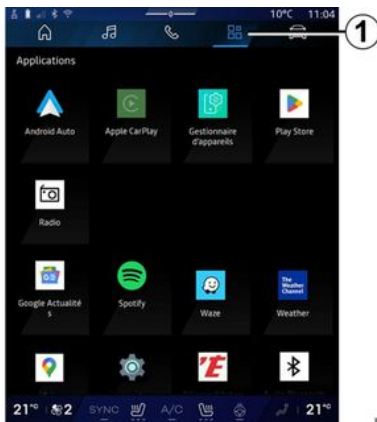 10°C 11:04
1
Applications
Android Auto
Apple CarPlay
Gestionnaire
d'appareils
Play Store
Radio
Google Actualité
s
Spotify
Waze
The
Weather
Channel
Weather
21°C
2
SYNC
A/C
21°C